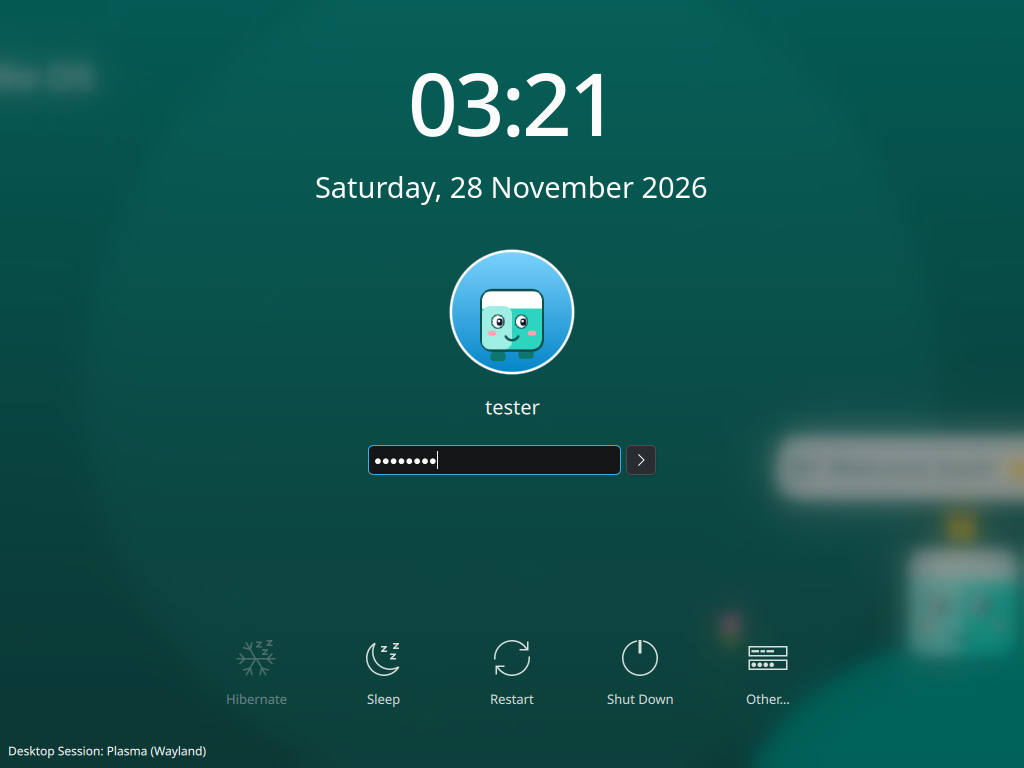 03:21
Saturday, 28 November 2026
tester
Hibernate
Sleep
Restart
Shut Down
Other...
Desktop Session: Plasma (Wayland)